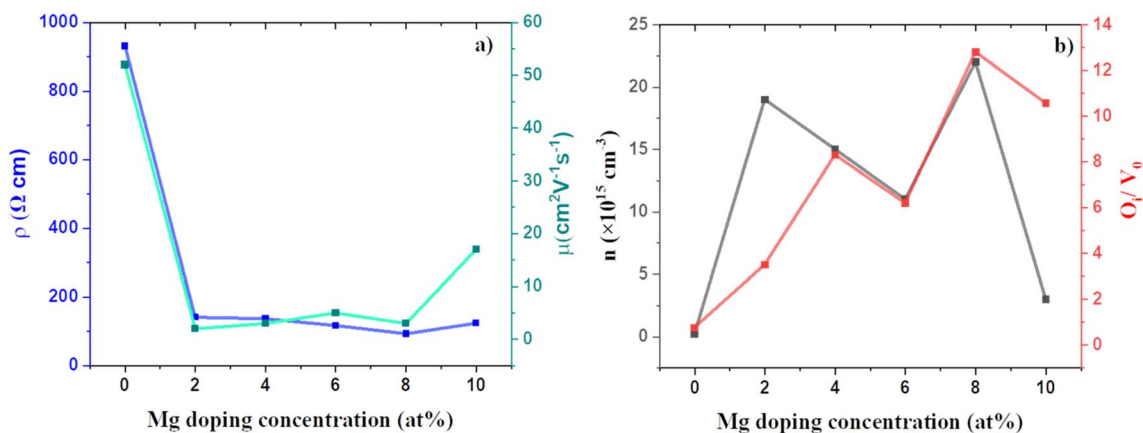 a)
1000
800
600
400
200
0
ρ (Ω cm)
60
50
40
30
20
10
0
μ(cm²V⁻¹s⁻¹)
0 2 4 6 8 10
Mg doping concentration (at%)
b)
25
20
15
10
5
0
n (×10¹⁵ cm⁻³)
14
12
10
8
6
4
2
0
Oᵢ/ V₀
0 2 4 6 8 10
Mg doping concentration (at%)